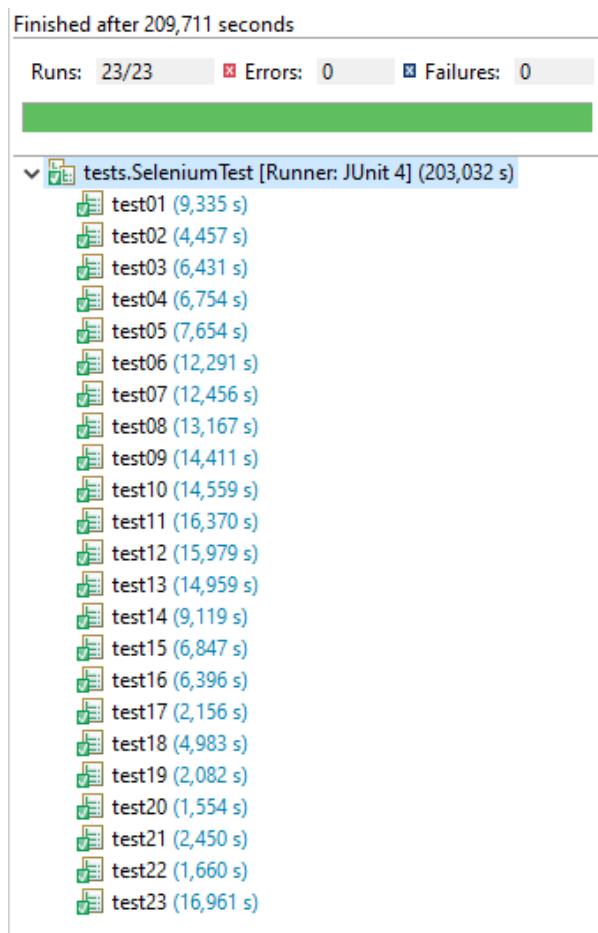 Finished after 209,711 seconds
Runs: 23/23 Errors: 0 Failures: 0
tests.SeleniumTest [Runner: JUnit 4] (203,032 s)
test01 (9,335 s)
test02 (4,457 s)
test03 (6,431 s)
test04 (6,754 s)
test05 (7,654 s)
test06 (12,291 s)
test07 (12,456 s)
test08 (13,167 s)
test09 (14,411 s)
test10 (14,559 s)
test11 (16,370 s)
test12 (15,979 s)
test13 (14,959 s)
test14 (9,119 s)
test15 (6,847 s)
test16 (6,396 s)
test17 (2,156 s)
test18 (4,983 s)
test19 (2,082 s)
test20 (1,554 s)
test21 (2,450 s)
test22 (1,660 s)
test23 (16,961 s)